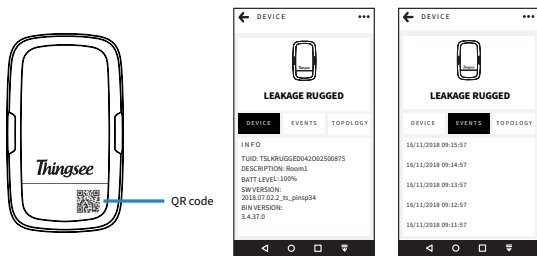 Thingsee
QR code
DEVICE
Thingsee
LEAKAGE RUGGED
DEVICE
EVENTS
TOPOLOGY
INFO
TUID: TSLKRUGGED042O02500875
DESCRIPTION: Room1
BATT LEVEL: 100%
SW VERSION:
2018.07.02.2_ts_pinsp34
BIN VERSION:
3.4.37.0
DEVICE
Thingsee
LEAKAGE RUGGED
DEVICE
EVENTS
TOPOLOGY
16/11/2018 09:15:57
16/11/2018 09:14:57
16/11/2018 09:13:57
16/11/2018 09:12:57
16/11/2018 09:11:57